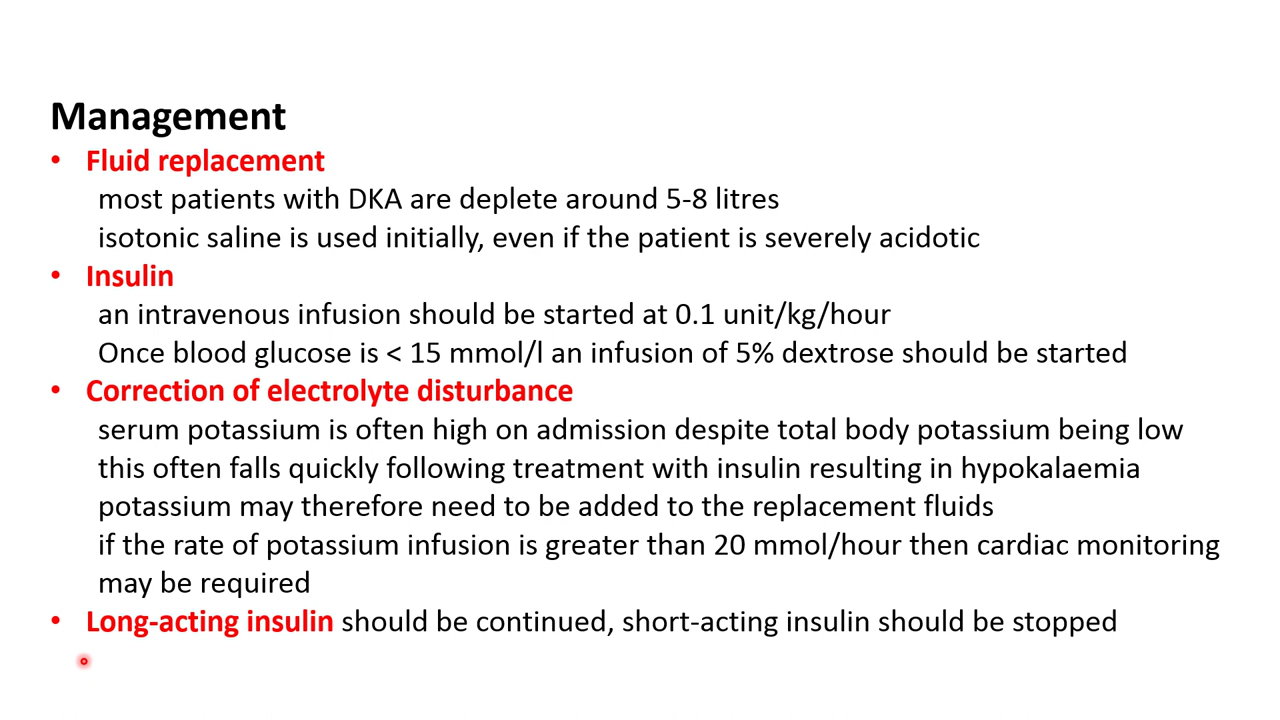 Management
• Fluid replacement
most patients with DKA are deplete around 5-8 litres
isotonic saline is used initially, even if the patient is severely acidotic
• Insulin
an intravenous infusion should be started at 0.1 unit/kg/hour
Once blood glucose is < 15 mmol/l an infusion of 5% dextrose should be started
• Correction of electrolyte disturbance
serum potassium is often high on admission despite total body potassium being low
this often falls quickly following treatment with insulin resulting in hypokalaemia
potassium may therefore need to be added to the replacement fluids
if the rate of potassium infusion is greater than 20 mmol/hour then cardiac monitoring
may be required
• Long-acting insulin should be continued, short-acting insulin should be stopped